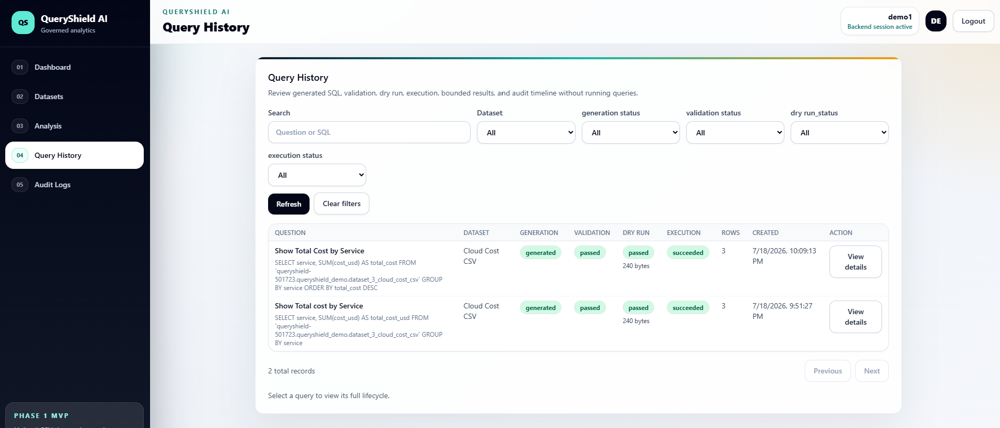 QS
QueryShield AI
Governed analytics
01 Dashboard
02 Datasets
03 Analysis
04 Query History
05 Audit Logs
PHASE 1 MVP
QUERYSHIELD AI
Query History
demo1
Backend session active
DE
Logout
Query History
Review generated SQL, validation, dry run, execution, bounded results, and audit timeline without running queries.
Search
Question or SQL
Dataset
All
generation status
All
validation status
All
dry run_status
All
execution status
All
Refresh
Clear filters
QUESTION DATASET GENERATION VALIDATION DRY RUN EXECUTION ROWS CREATED ACTION
Show Total Cost by Service
SELECT service, SUM(cost_usd) AS total_cost FROM
`queryshield-
501723.queryshield_demo.dataset_3_cloud_cost_csv` GROUP
BY service ORDER BY total_cost DESC
Cloud Cost
CSV
generated
passed
passed
240 bytes
succeeded
3
7/18/2026, 10:09:13
PM
View
details
Show Total cost by Service
SELECT service, SUM(cost_usd) AS total_cost_usd FROM
`queryshield-
501723.queryshield_demo.dataset_3_cloud_cost_csv` GROUP
BY service
Cloud Cost
CSV
generated
passed
passed
240 bytes
succeeded
3
7/18/2026, 9:51:27
PM
View
details
2 total records
Previous
Next
Select a query to view its full lifecycle.